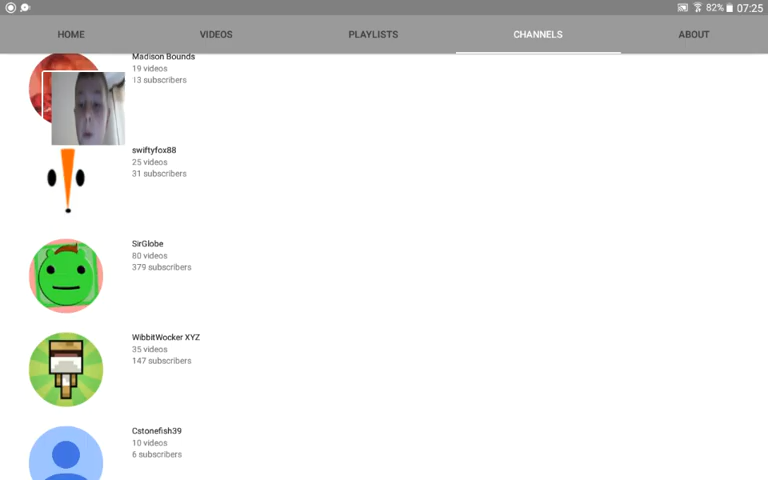 82% 07:25
HOME VIDEOS PLAYLISTS CHANNELS ABOUT
Madison Bounds
19 videos
13 subscribers
swiftyfox88
25 videos
31 subscribers
SirGlobe
80 videos
379 subscribers
WibbitWocker XYZ
35 videos
147 subscribers
Cstonefish39
10 videos
6 subscribers